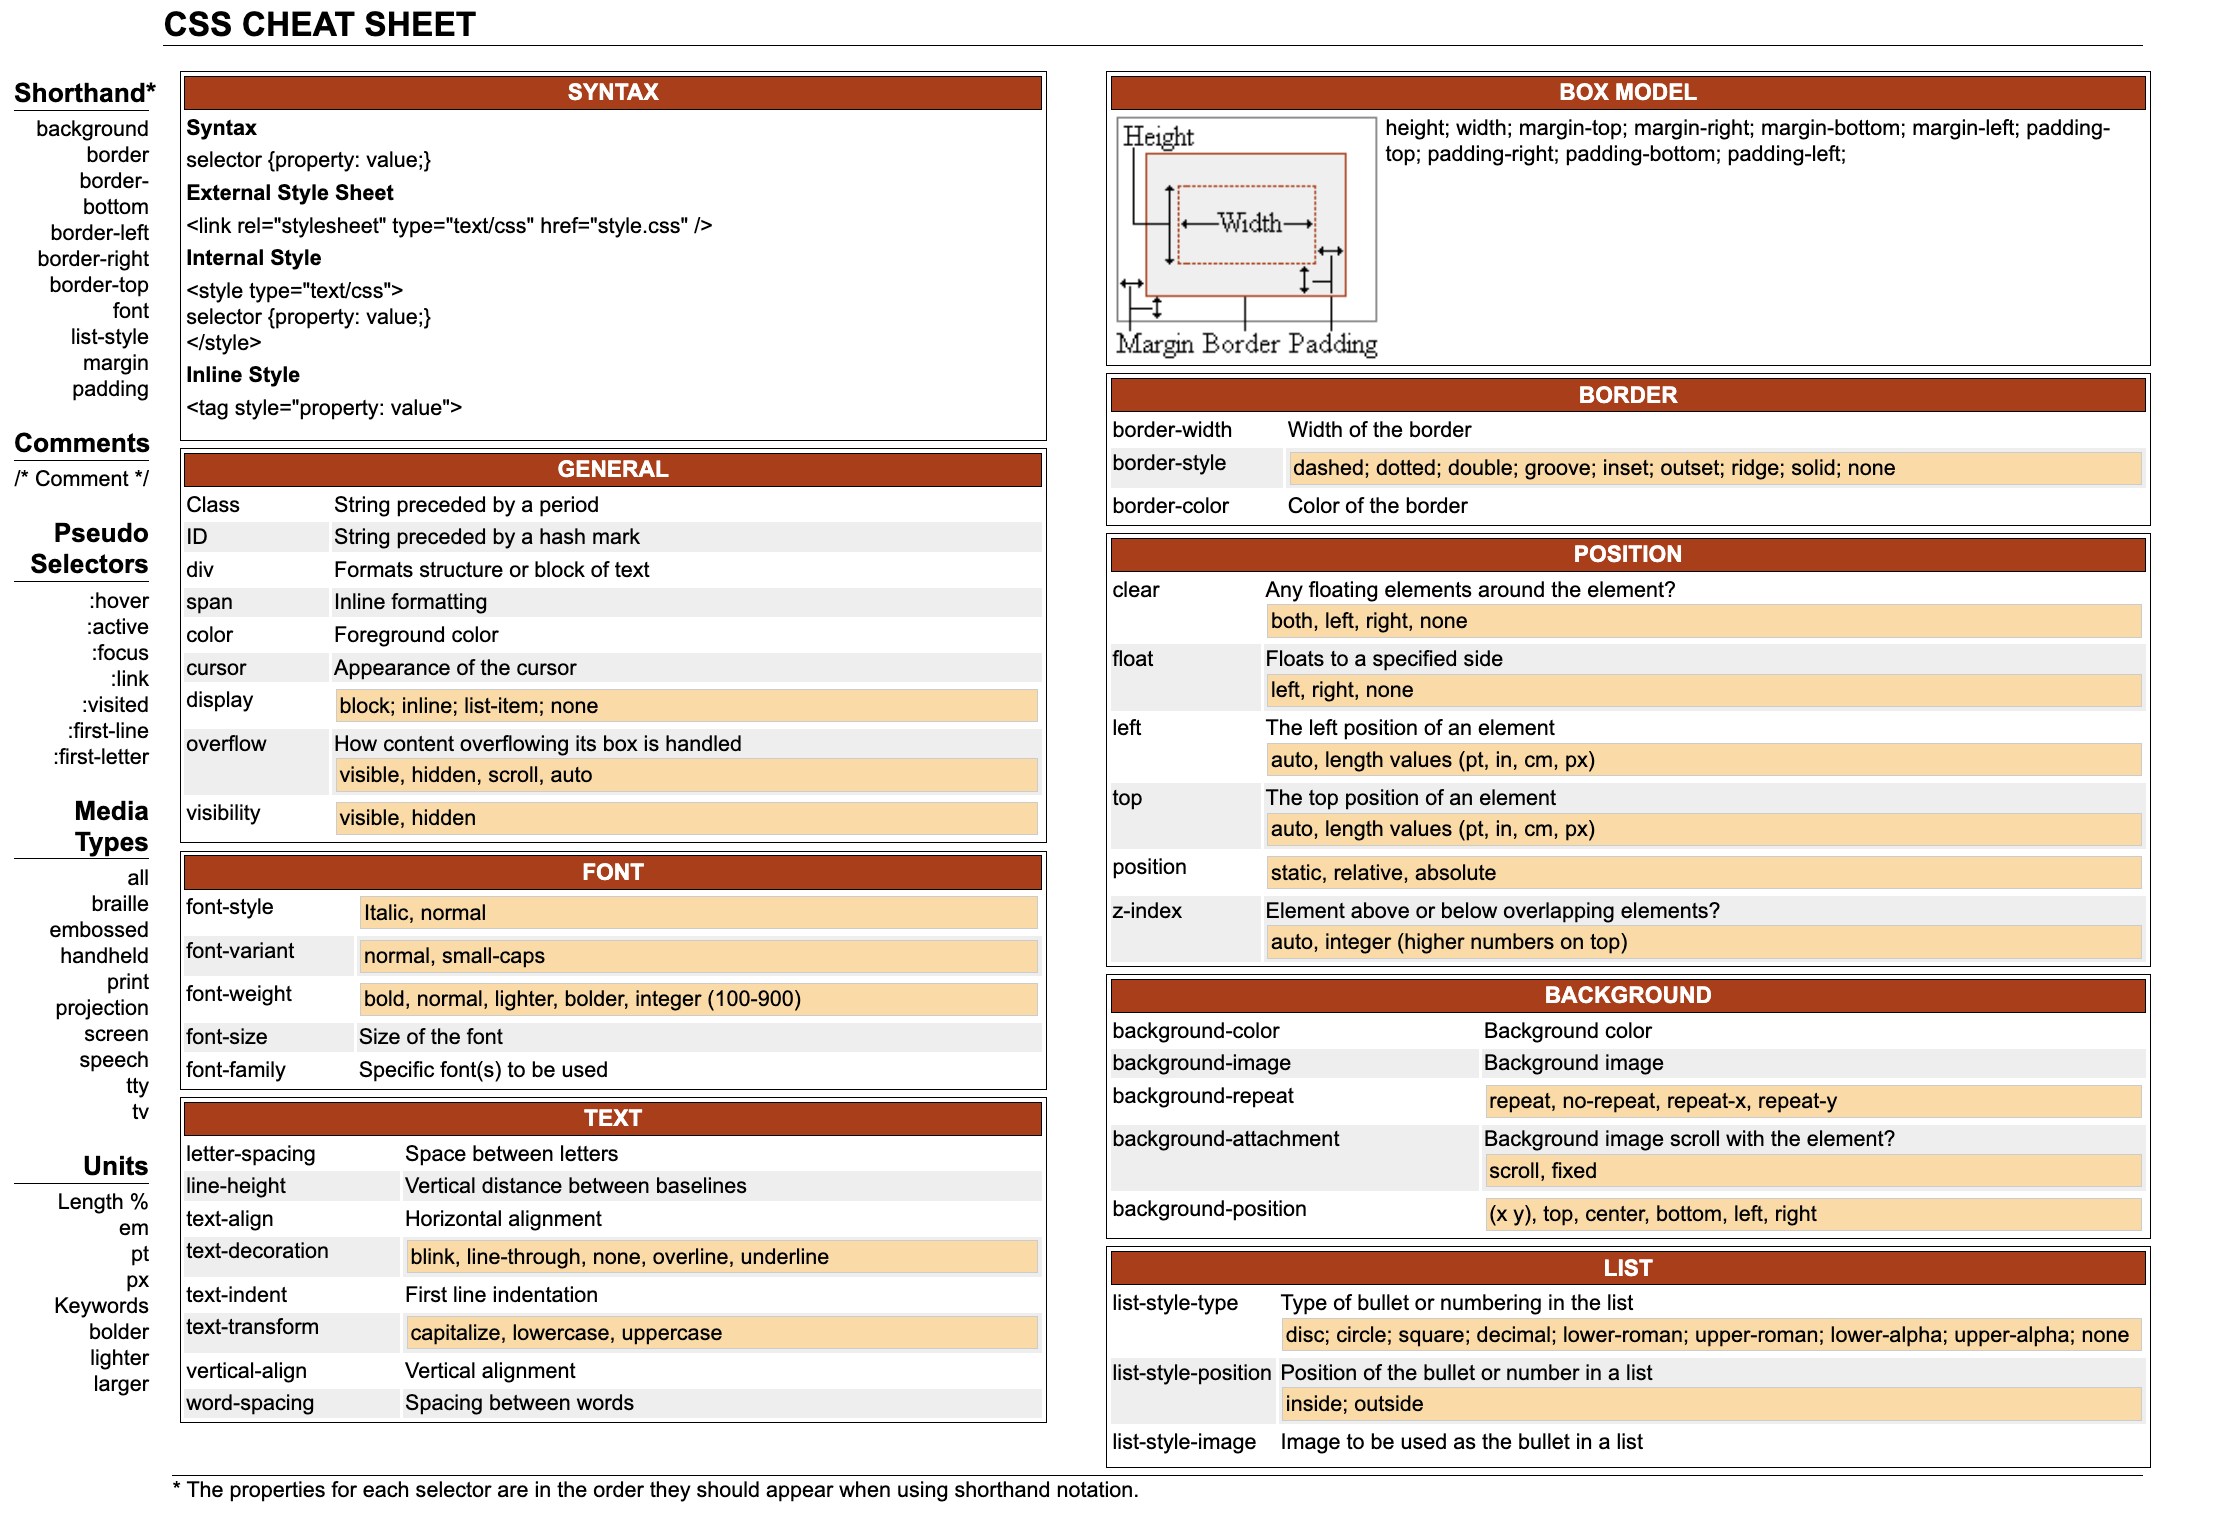 CSS CHEAT SHEET
Shorthand*
background
border
border-
bottom
border-left
border-right
border-top
font
list-style
margin
padding
Comments
/* Comment */
Pseudo
Selectors
:hover
:active
:focus
:link
:visited
:first-line
:first-letter
Media
Types
all
braille
embossed
handheld
print
projection
screen
speech
tty
tv
Units
Length %
em
pt
px
Keywords
bolder
lighter
larger
SYNTAX
Syntax
selector {property: value;}
External Style Sheet
<link rel="stylesheet" type="text/css" href="style.css" />
Internal Style
<style type="text/css">
selector {property: value;}
</style>
Inline Style
<tag style="property: value">
GENERAL
Class String preceded by a period
ID String preceded by a hash mark
div Formats structure or block of text
span Inline formatting
color Foreground color
cursor Appearance of the cursor
display block; inline; list-item; none
overflow How content overflowing its box is handled
visible, hidden, scroll, auto
visibility visible, hidden
FONT
font-style Italic, normal
font-variant normal, small-caps
font-weight bold, normal, lighter, bolder, integer (100-900)
font-size Size of the font
font-family Specific font(s) to be used
TEXT
letter-spacing Space between letters
line-height Vertical distance between baselines
text-align Horizontal alignment
text-decoration blink, line-through, none, overline, underline
text-indent First line indentation
text-transform capitalize, lowercase, uppercase
vertical-align Vertical alignment
word-spacing Spacing between words
BOX MODEL
Height
Width
Margin Border Padding
height; width; margin-top; margin-right; margin-bottom; margin-left; padding-
top; padding-right; padding-bottom; padding-left;
BORDER
border-width Width of the border
border-style dashed; dotted; double; groove; inset; outset; ridge; solid; none
border-color Color of the border
POSITION
clear Any floating elements around the element?
both, left, right, none
float Floats to a specified side
left, right, none
left The left position of an element
auto, length values (pt, in, cm, px)
top The top position of an element
auto, length values (pt, in, cm, px)
position static, relative, absolute
z-index Element above or below overlapping elements?
auto, integer (higher numbers on top)
BACKGROUND
background-color Background color
background-image Background image
background-repeat repeat, no-repeat, repeat-x, repeat-y
background-attachment Background image scroll with the element?
scroll, fixed
background-position (x y), top, center, bottom, left, right
LIST
list-style-type Type of bullet or numbering in the list
disc; circle; square; decimal; lower-roman; upper-roman; lower-alpha; upper-alpha; none
list-style-position Position of the bullet or number in a list
inside; outside
list-style-image Image to be used as the bullet in a list
* The properties for each selector are in the order they should appear when using shorthand notation.